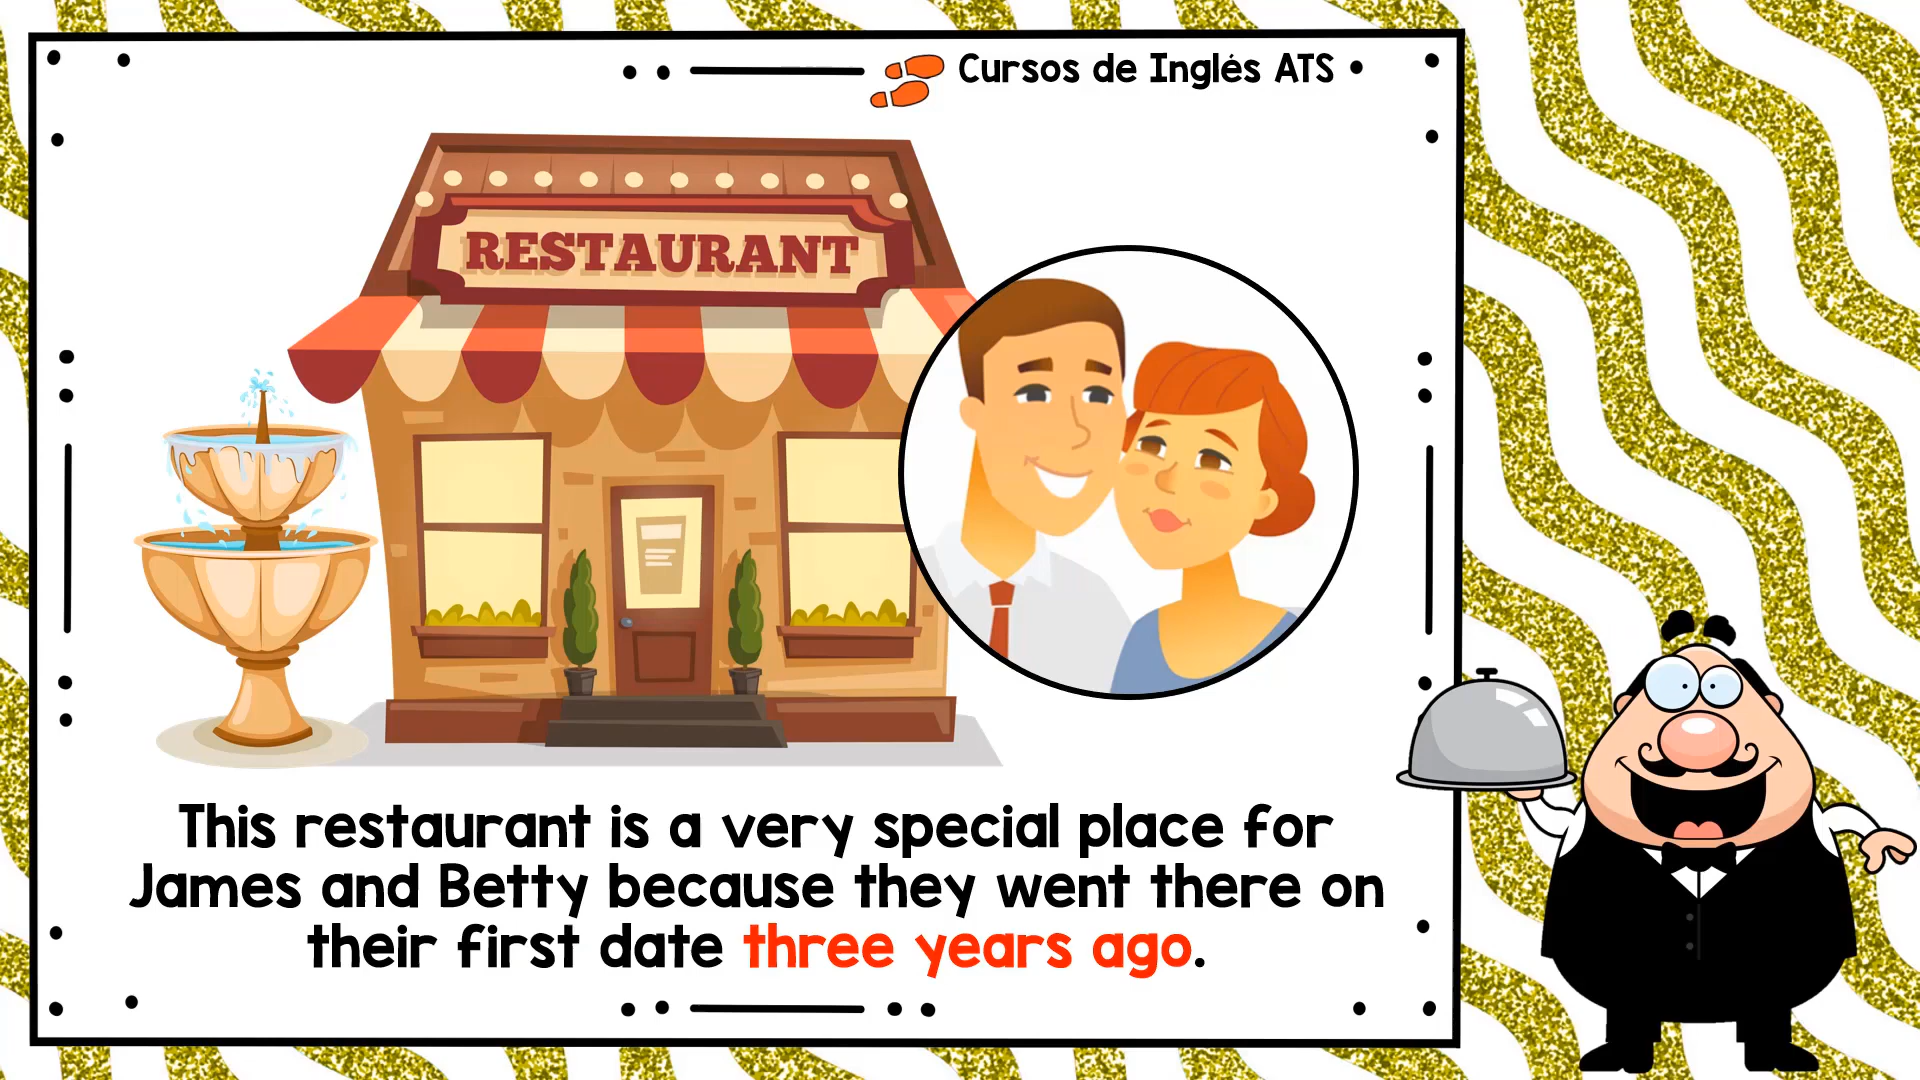 Cursos de Inglés ATS
RESTAURANT
This restaurant is a very special place for
James and Betty because they went there on
their first date three years ago.